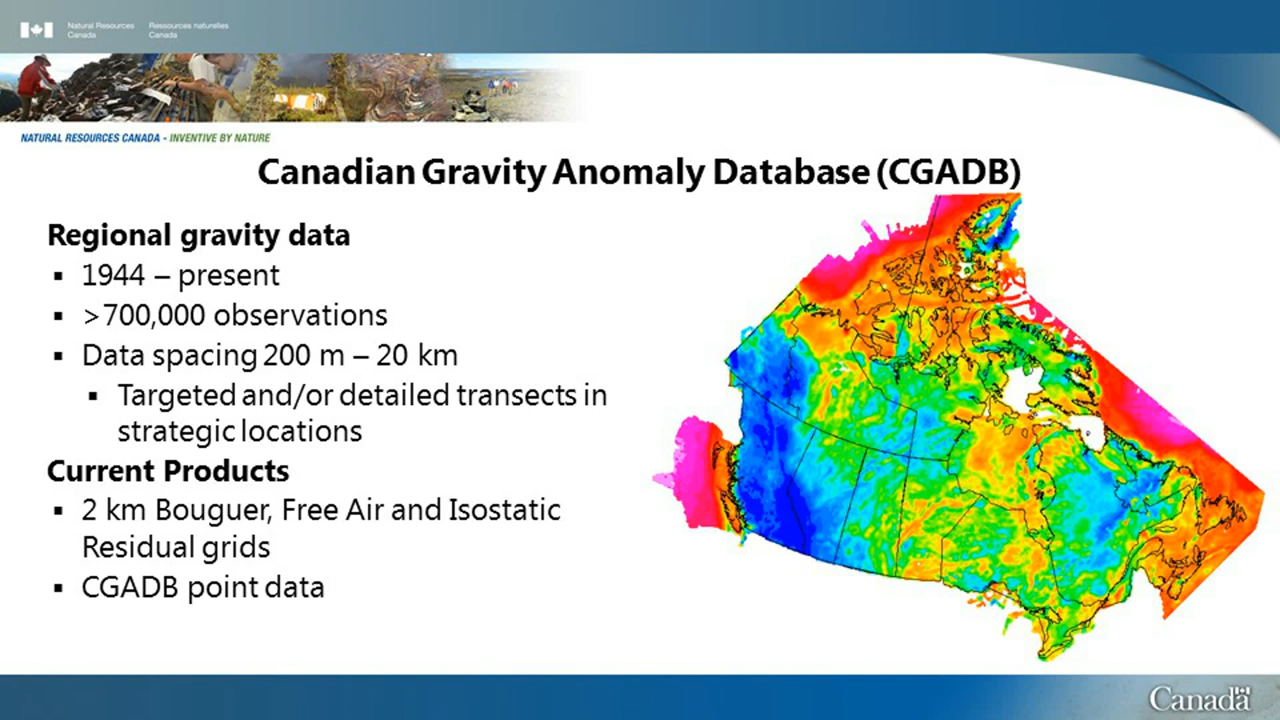 Natural Resources
Canada
Ressources naturelles
Canada
NATURAL RESOURCES CANADA - INVENTIVE BY NATURE
Canadian Gravity Anomaly Database (CGADB)
Regional gravity data
▪ 1944 – present
▪ >700,000 observations
▪ Data spacing 200 m – 20 km
▪ Targeted and/or detailed transects in
strategic locations
Current Products
▪ 2 km Bouguer, Free Air and Isostatic
Residual grids
▪ CGADB point data
Canada